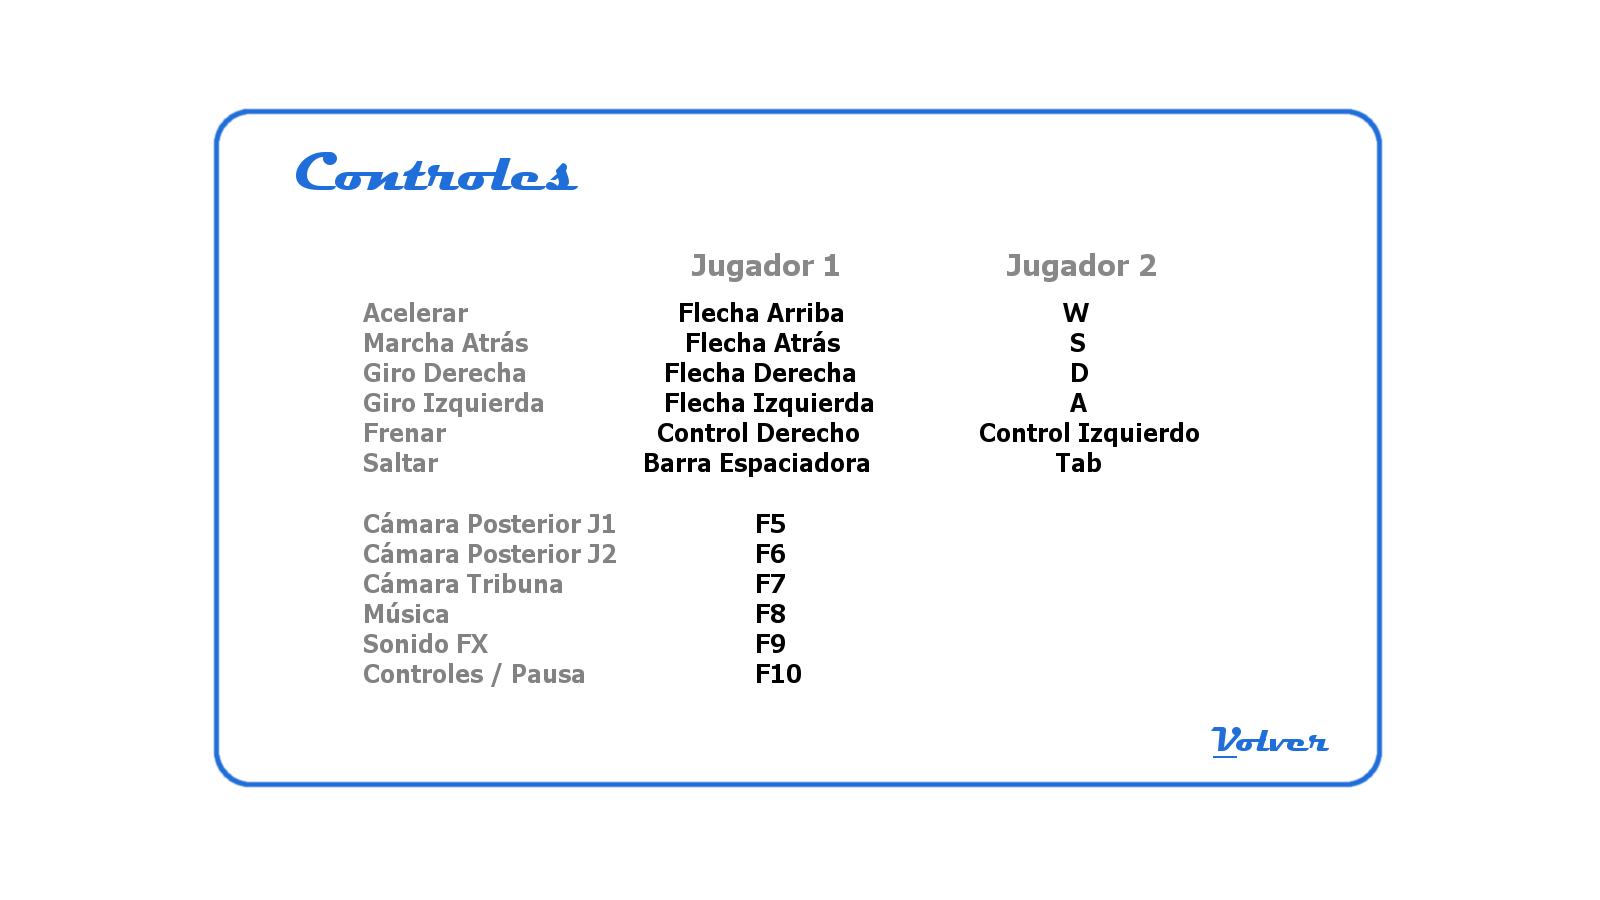 Controles
Jugador 1 Jugador 2
Acelerar Flecha Arriba W
Marcha Atrás Flecha Atrás S
Giro Derecha Flecha Derecha D
Giro Izquierda Flecha Izquierda A
Frenar Control Derecho Control Izquierdo
Saltar Barra Espaciadora Tab
Cámara Posterior J1 F5
Cámara Posterior J2 F6
Cámara Tribuna F7
Música F8
Sonido FX F9
Controles / Pausa F10
Volver